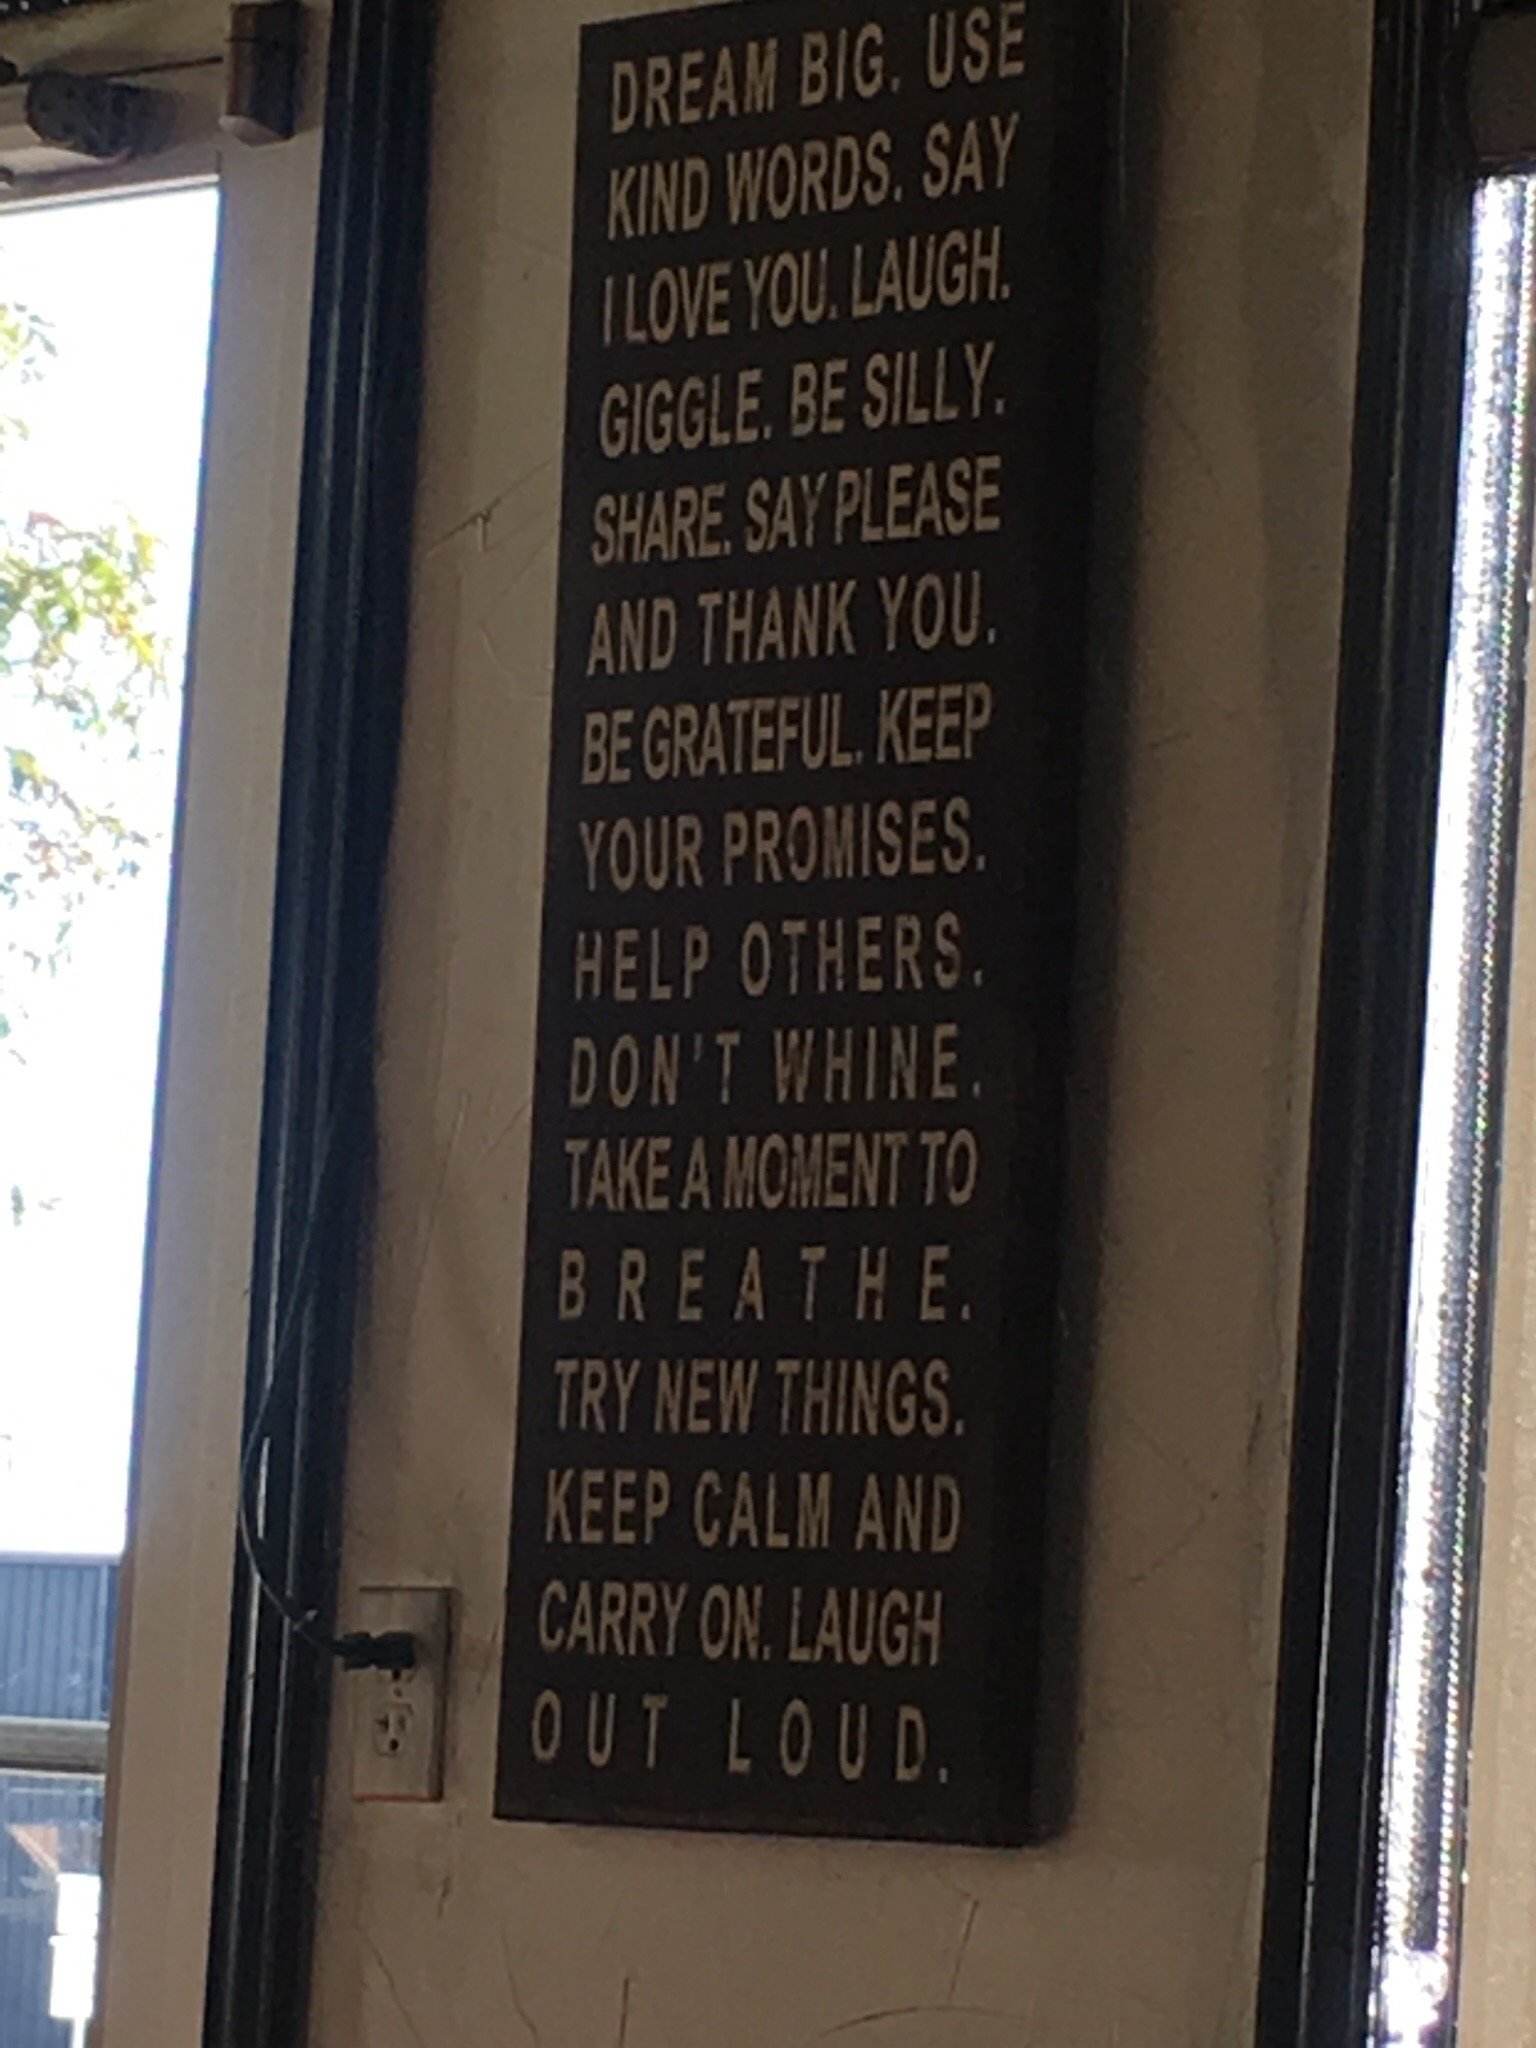 DREAM BIG. USE
KIND WORDS. SAY
I LOVE YOU. LAUGH.
GIGGLE. BE SILLY.
SHARE. SAY PLEASE
AND THANK YOU.
BE GRATEFUL. KEEP
YOUR PROMISES.
HELP OTHERS.
DON'T WHINE.
TAKE A MOMENT TO
BREATHE.
TRY NEW THINGS.
KEEP CALM AND
CARRY ON. LAUGH
OUT LOUD.